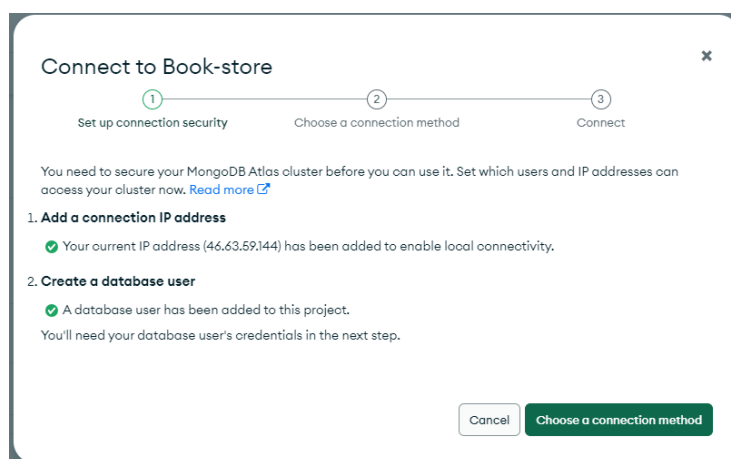 Connect to Book-store
1
2
3
Set up connection security
Choose a connection method
Connect
You need to secure your MongoDB Atlas cluster before you can use it. Set which users and IP addresses can
access your cluster now. Read more
1. Add a connection IP address
Your current IP address (46.63.59.144) has been added to enable local connectivity.
2. Create a database user
A database user has been added to this project.
You'll need your database user's credentials in the next step.
Cancel
Choose a connection method